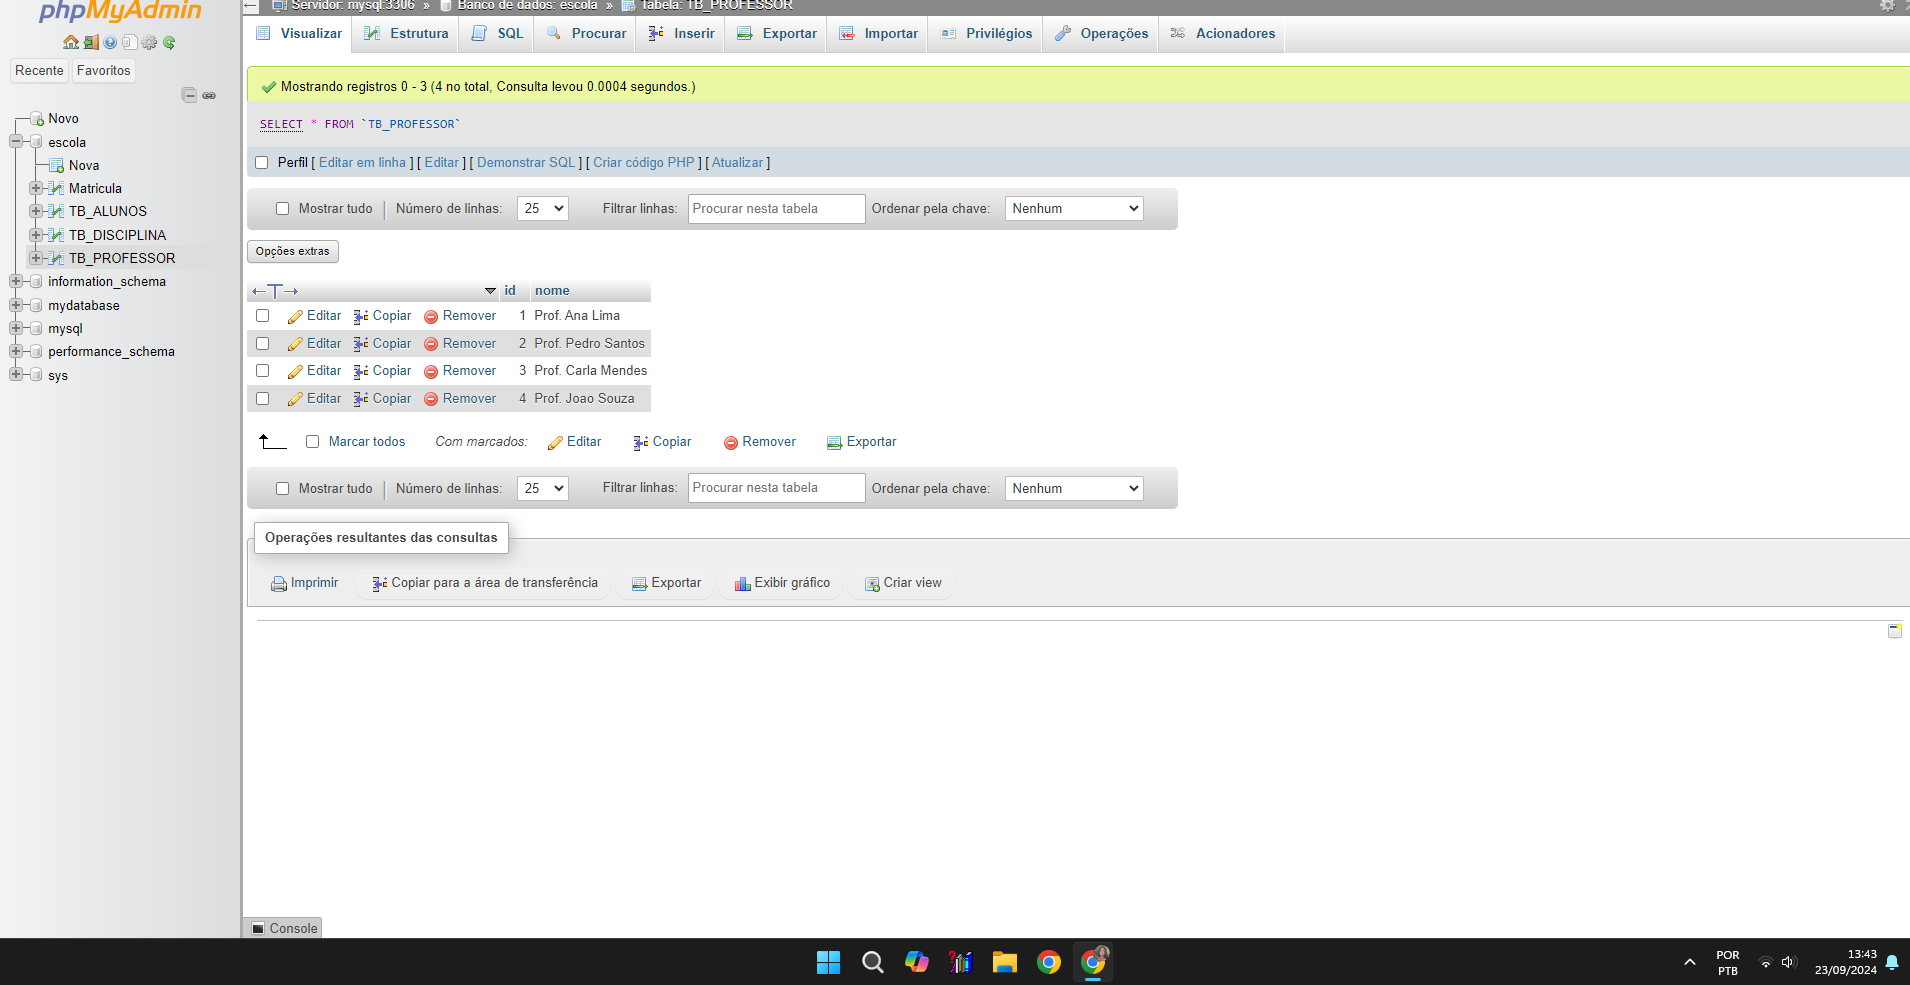 phpMyAdmin
Recente Favoritos
Novo
escola
Nova
Matricula
TB_ALUNOS
TB_DISCIPLINA
TB_PROFESSOR
information_schema
mydatabase
mysql
performance_schema
sys
Servidor: mysql:3306 » Banco de dados: escola » Tabela: TB_PROFESSOR
Visualizar Estrutura SQL Procurar Inserir Exportar Importar Privilégios Operações Acionadores
Mostrando registros 0 - 3 (4 no total, Consulta levou 0.0004 segundos.)
SELECT * FROM `TB_PROFESSOR`
Perfil [ Editar em linha ] [ Editar ] [ Demonstrar SQL ] [ Criar código PHP ] [ Atualizar ]
Mostrar tudo Número de linhas: 25 Filtrar linhas: Procurar nesta tabela Ordenar pela chave: Nenhum
Opções extras
←T→ id nome
Editar Copiar Remover 1 Prof. Ana Lima
Editar Copiar Remover 2 Prof. Pedro Santos
Editar Copiar Remover 3 Prof. Carla Mendes
Editar Copiar Remover 4 Prof. Joao Souza
Marcar todos Com marcados: Editar Copiar Remover Exportar
Mostrar tudo Número de linhas: 25 Filtrar linhas: Procurar nesta tabela Ordenar pela chave: Nenhum
Operações resultantes das consultas
Imprimir Copiar para a área de transferência Exportar Exibir gráfico Criar view
Console
POR
PTB
13:43
23/09/2024